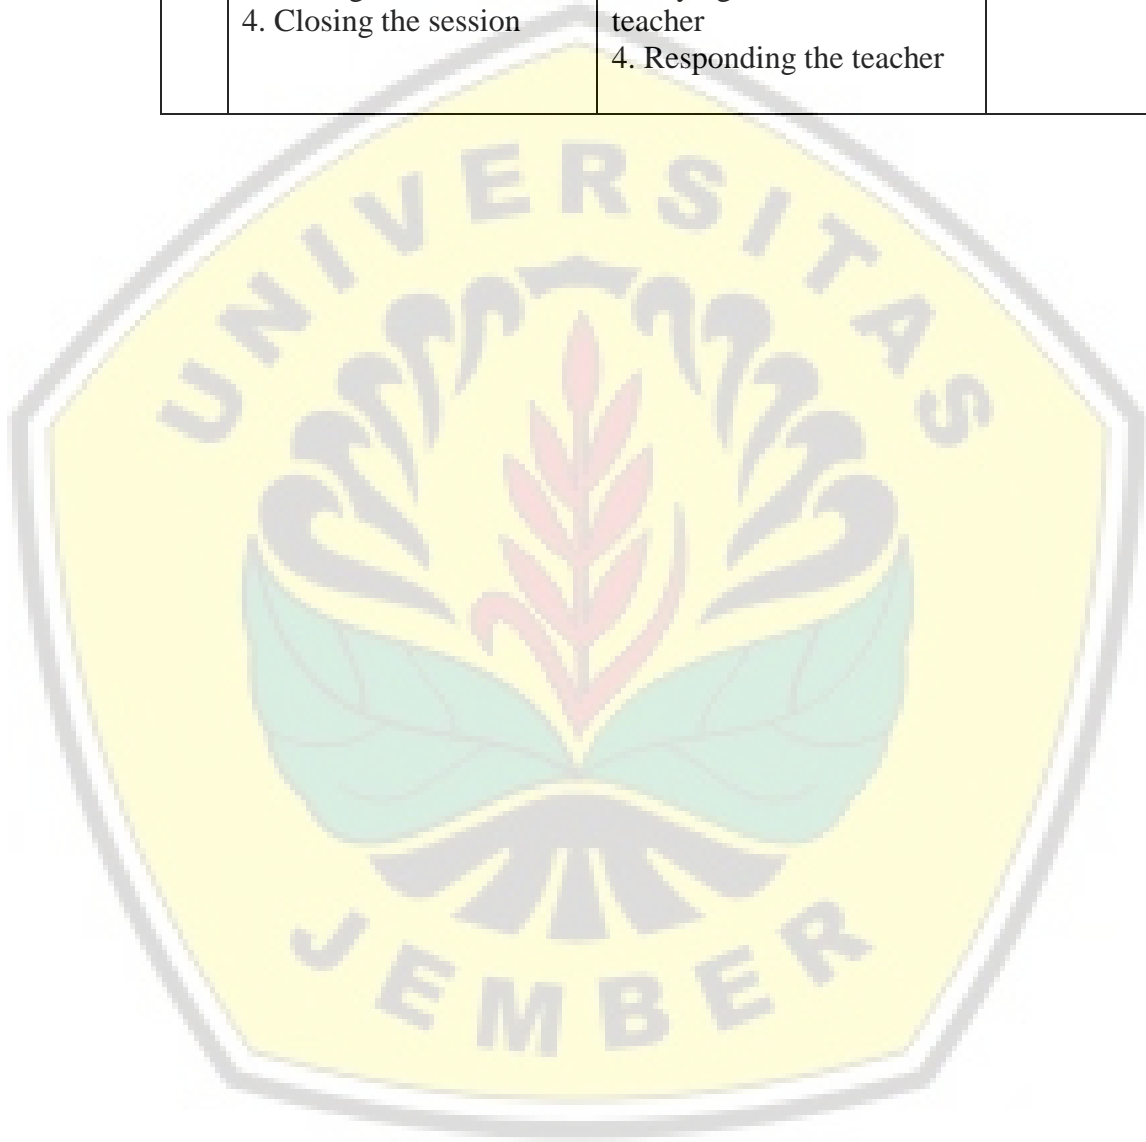 4. Closing the session
teacher
4. Responding the teacher
UNIVERSITAS
JEMBER